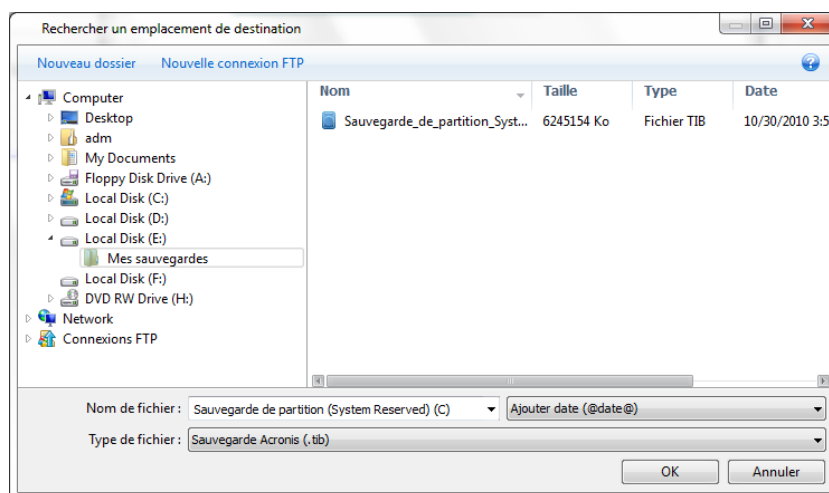 Rechercher un emplacement de destination
Nouveau dossier Nouvelle connexion FTP
Nom Taille Type Date
Computer
Desktop
adm
My Documents
Floppy Disk Drive (A:)
Local Disk (C:)
Local Disk (D:)
Local Disk (E:)
Mes sauvegardes
Local Disk (F:)
DVD RW Drive (H:)
Network
Connexions FTP
Sauvegarde_de_partition_Syst... 6245154 Ko Fichier TIB 10/30/2010 3:5
Nom de fichier : Sauvegarde de partition (System Reserved) (C) Ajouter date (@date@)
Type de fichier : Sauvegarde Acronis (.tib)
OK Annuler